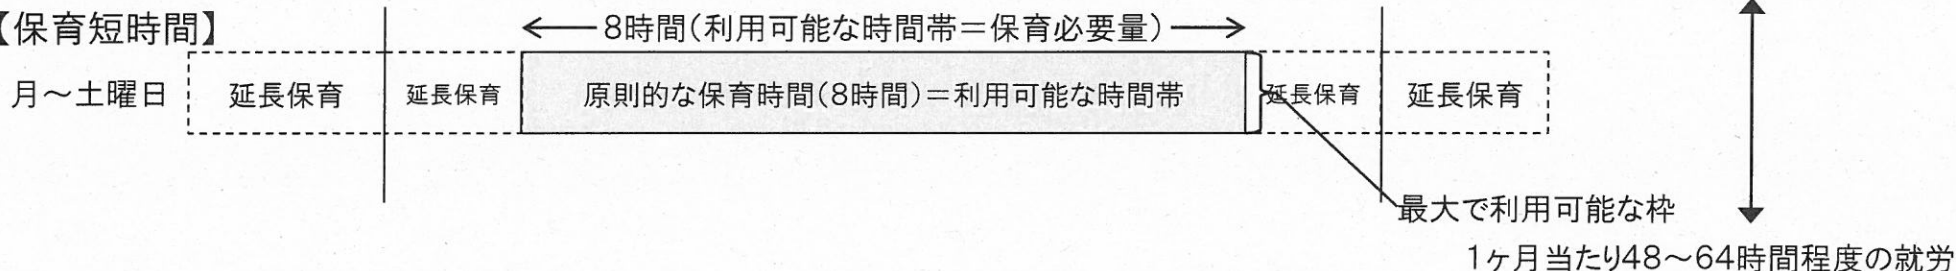 【保育短時間】
8時間(利用可能な時間帯＝保育必要量)
月～土曜日
延長保育
延長保育
原則的な保育時間(8時間)＝利用可能な時間帯
延長保育
延長保育
最大で利用可能な枠
1ヶ月当たり48～64時間程度の就労